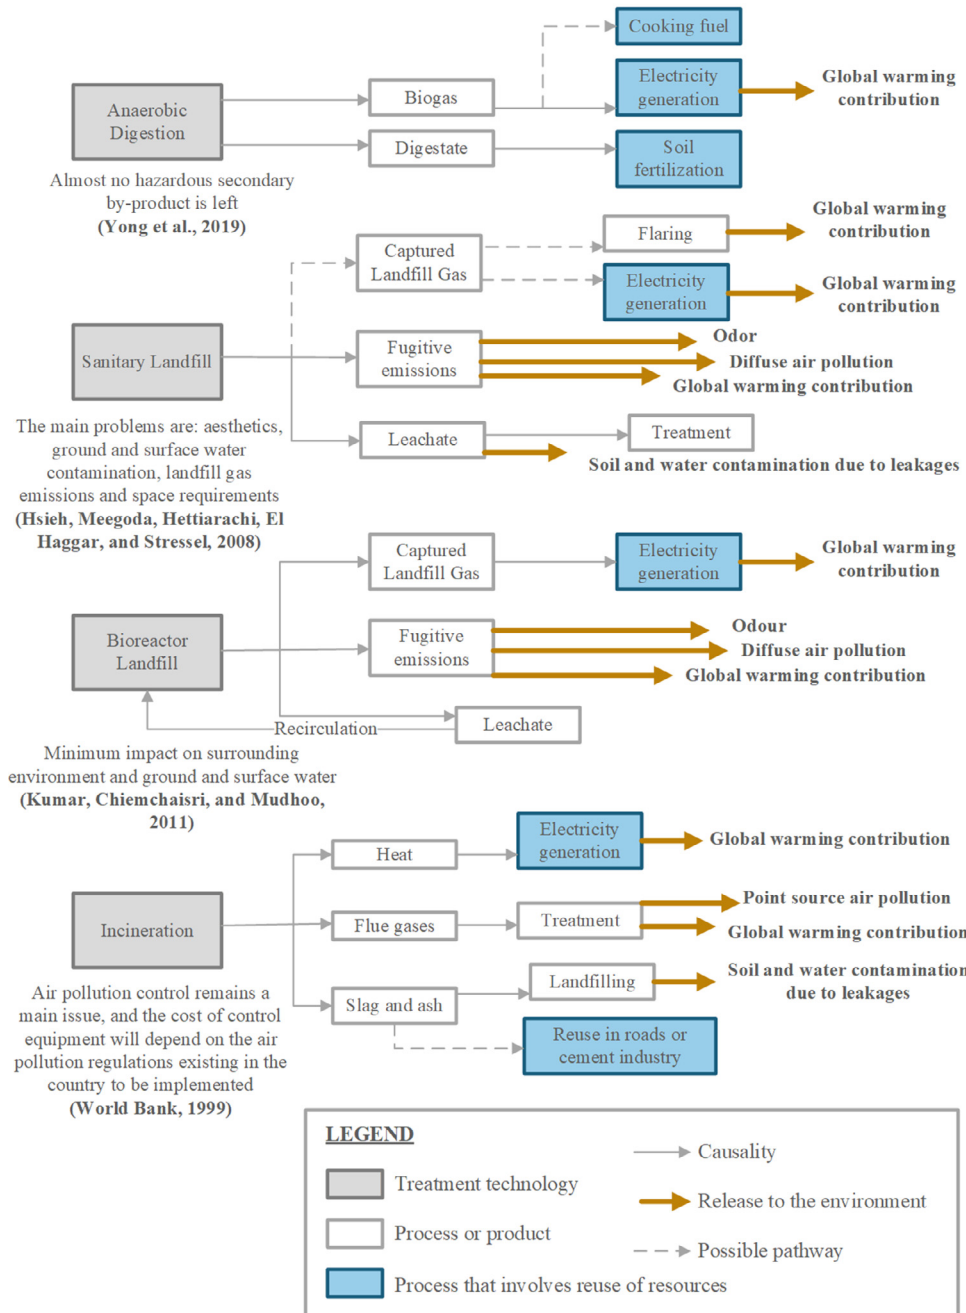 Cooking fuel
Electricity
generation
Global warming
contribution
Anaerobic
Digestion
Biogas
Digestate
Soil
fertilization
Almost no hazardous secondary
by-product is left
(Yong et al., 2019)
Captured
Landfill Gas
Flaring
Global warming
contribution
Electricity
generation
Global warming
contribution
Sanitary Landfill
Fugitive
emissions
Odor
Diffuse air pollution
Global warming contribution
Leachate
Treatment
Soil and water contamination due to leakages
The main problems are: aesthetics,
ground and surface water
contamination, landfill gas
emissions and space requirements
(Hsieh, Meegoda, Hettiarachi, El
Haggar, and Stressel, 2008)
Captured
Landfill Gas
Electricity
generation
Global warming
contribution
Bioreactor
Landfill
Fugitive
emissions
Odour
Diffuse air pollution
Global warming contribution
Recirculation
Leachate
Minimum impact on surrounding
environment and ground and surface water
(Kumar, Chiemchaisri, and Mudhoo,
2011)
Heat
Electricity
generation
Global warming contribution
Incineration
Flue gases
Treatment
Point source air pollution
Global warming contribution
Slag and ash
Landfilling
Soil and water contamination
due to leakages
Reuse in roads or
cement industry
Air pollution control remains a
main issue, and the cost of control
equipment will depend on the air
pollution regulations existing in the
country to be implemented
(World Bank, 1999)
LEGEND
Treatment technology
Process or product
Process that involves reuse of resources
Causality
Release to the environment
Possible pathway